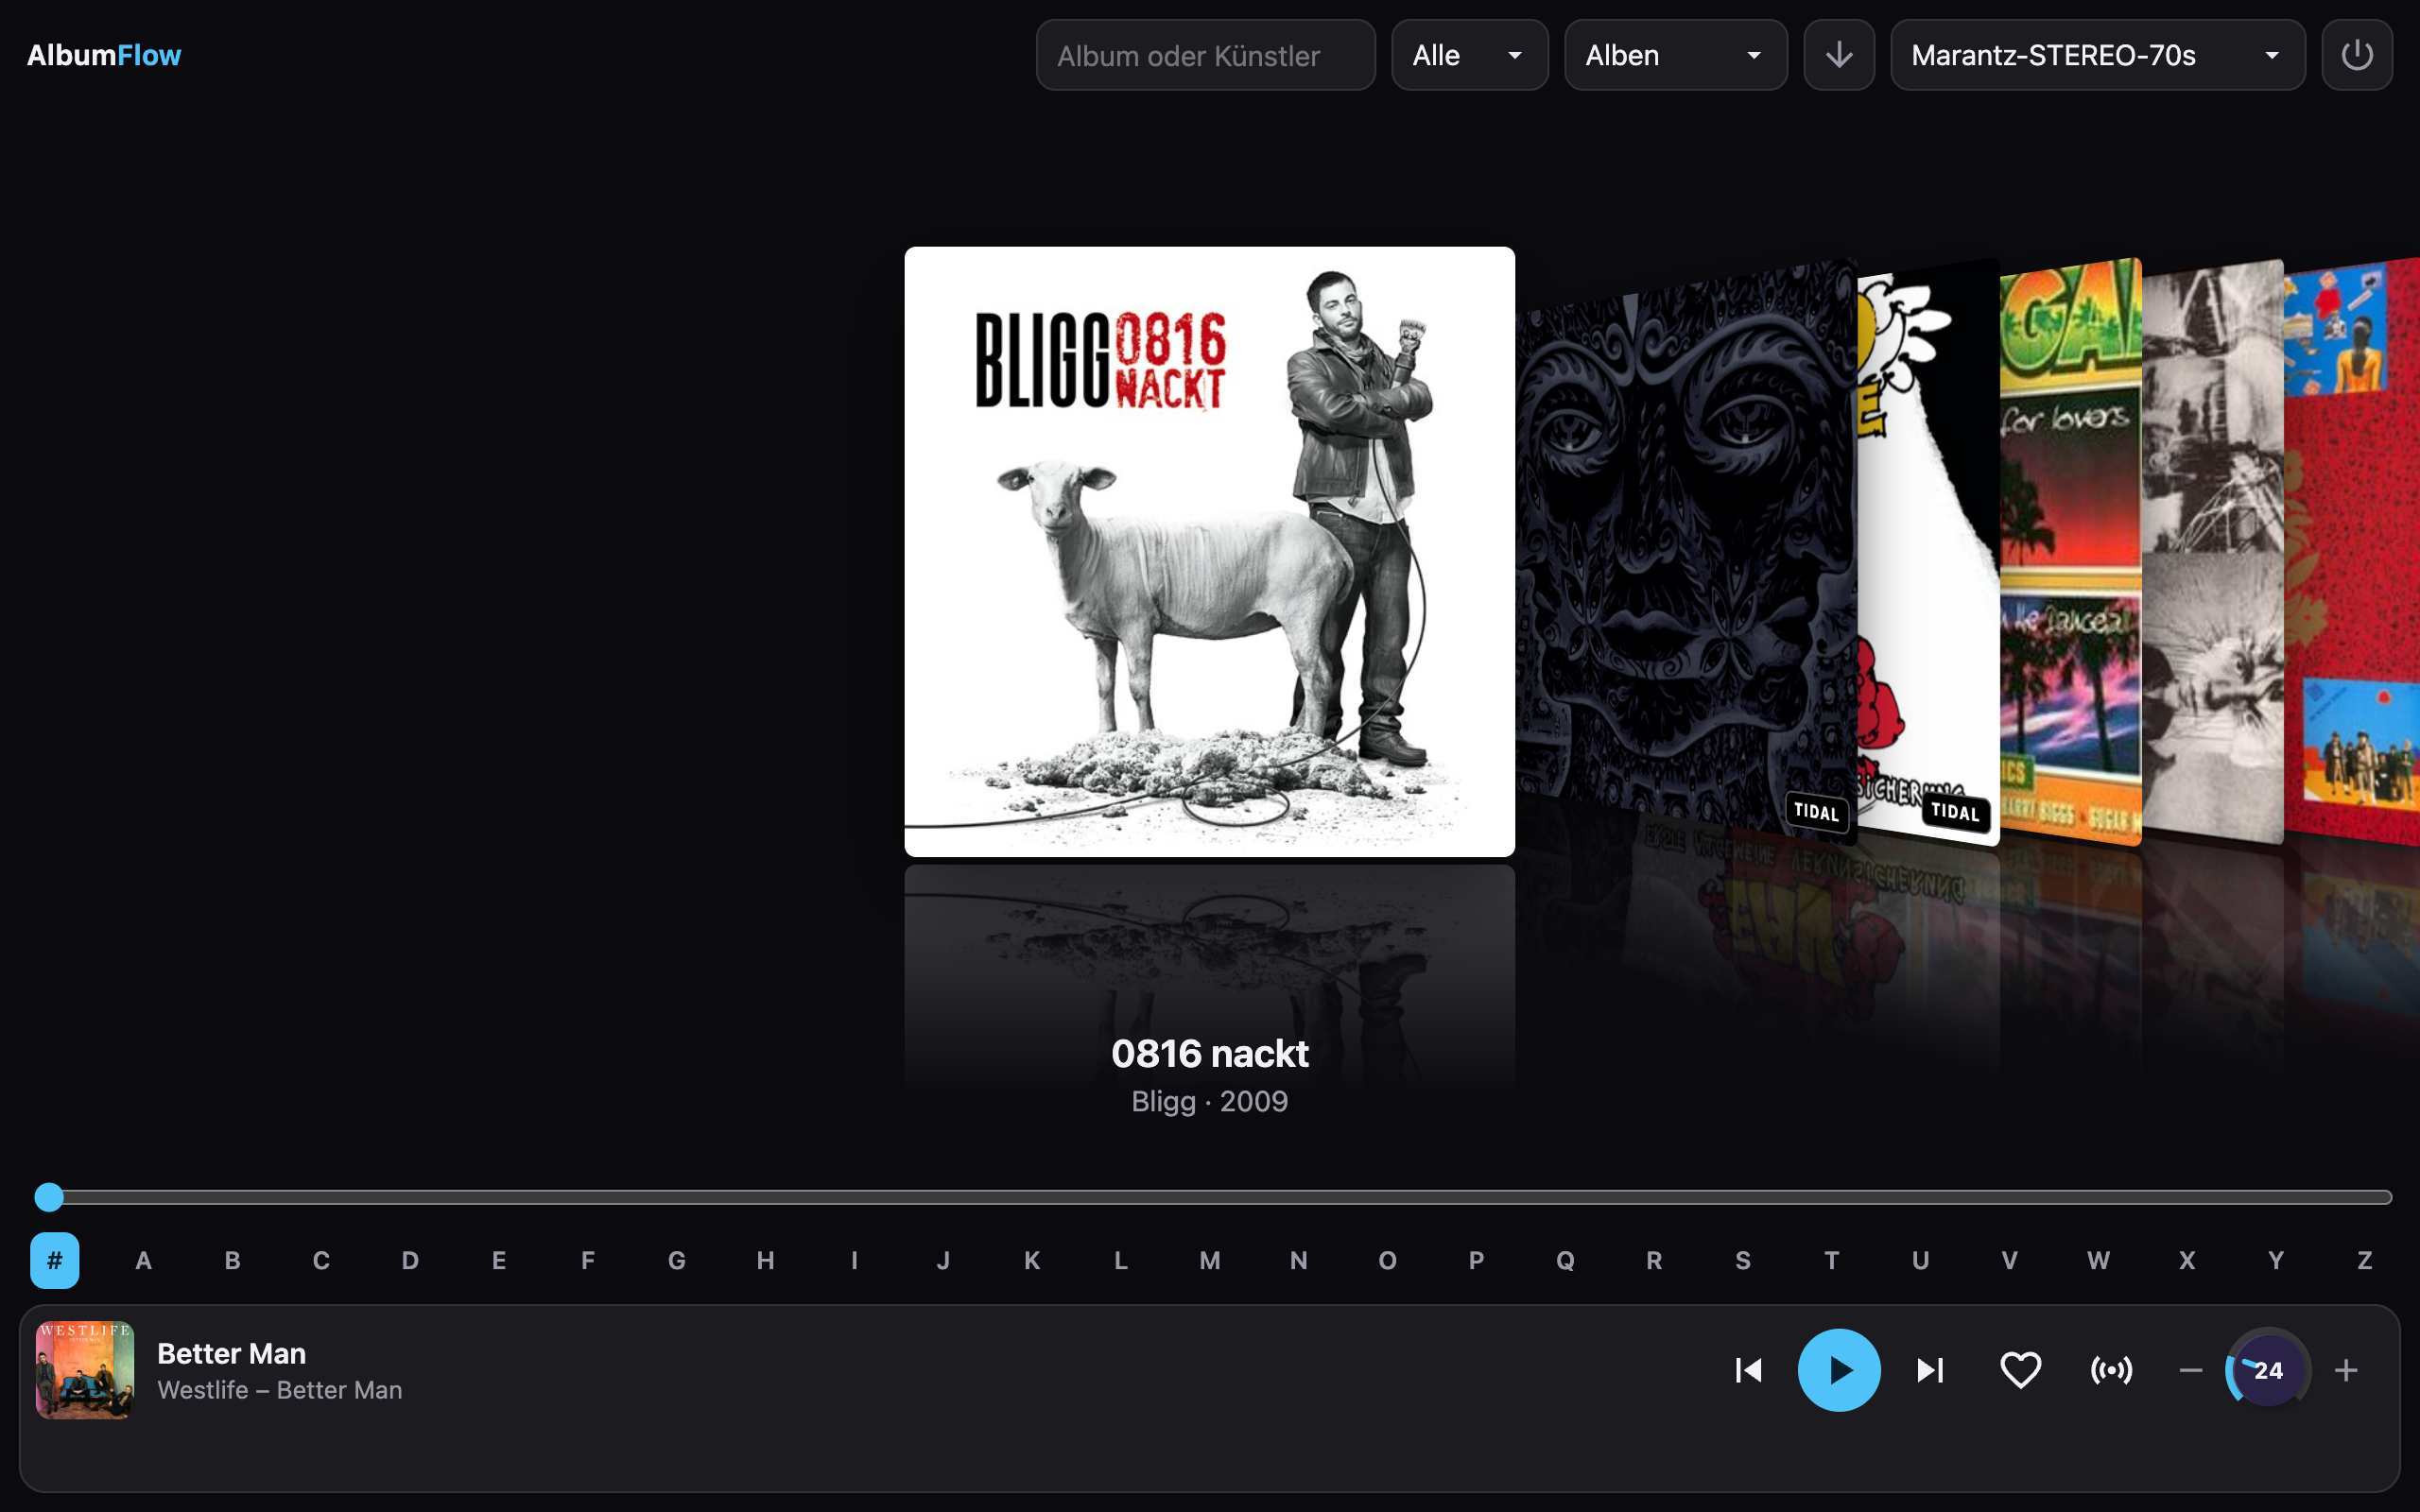 AlbumFlow
Album oder Künstler
Alle
Alben
Marantz-STEREO-70s
BLIGG 0816
NACKT
for lovers
TIDAL
TIDAL
0816 nackt
Bligg · 2009
# A B C D E F G H I J K L M N O P Q R S T U V W X Y Z
WESTLIFE
Better Man
Westlife – Better Man
24